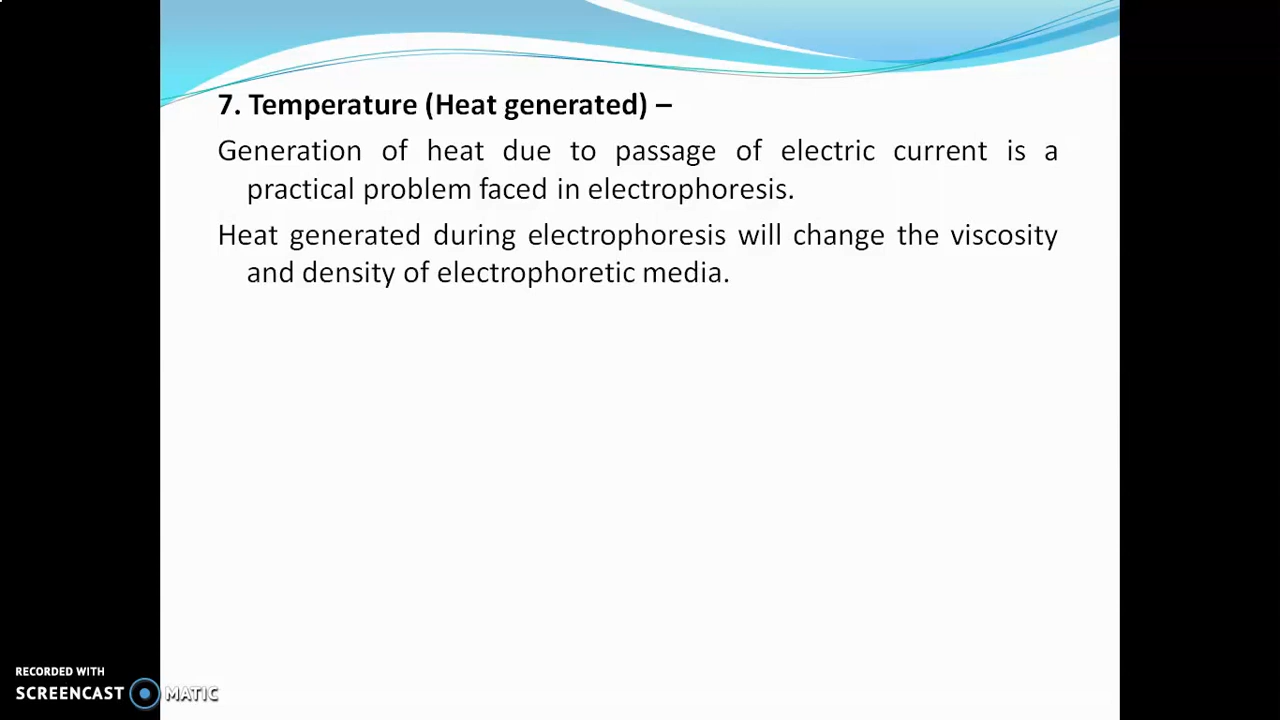 7. Temperature (Heat generated) –
Generation of heat due to passage of electric current is a
practical problem faced in electrophoresis.
Heat generated during electrophoresis will change the viscosity
and density of electrophoretic media.
RECORDED WITH
SCREENCAST MATIC